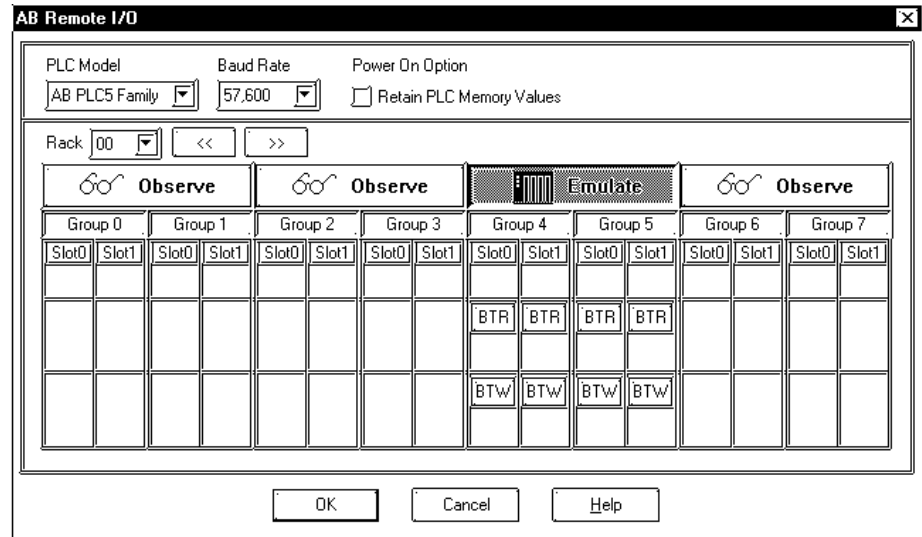 AB Remote I/O
PLC Model Baud Rate Power On Option
AB PLC5 Family 57,600 Retain PLC Memory Values
Rack 00 << >>
Observe Observe Emulate Observe
Group 0 Group 1 Group 2 Group 3 Group 4 Group 5 Group 6 Group 7
Slot0 Slot1 Slot0 Slot1 Slot0 Slot1 Slot0 Slot1 Slot0 Slot1 Slot0 Slot1 Slot0 Slot1 Slot0 Slot1
BTR BTR BTR BTR
BTW BTW BTW BTW
OK Cancel Help